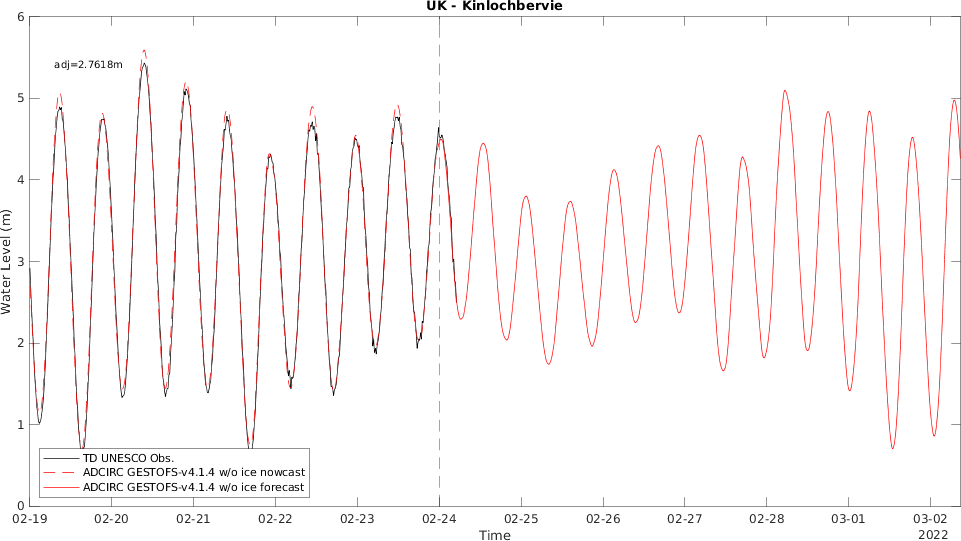 UK - Kinlochbervie
adj=2.7618m
6
5
4
3
2
1
0
Water Level (m)
TD UNESCO Obs.
ADCIRC GESTOFS-v4.1.4 w/o ice nowcast
ADCIRC GESTOFS-v4.1.4 w/o ice forecast
02-19 02-20 02-21 02-22 02-23 02-24 02-25 02-26 02-27 02-28 03-01 03-02
Time
2022